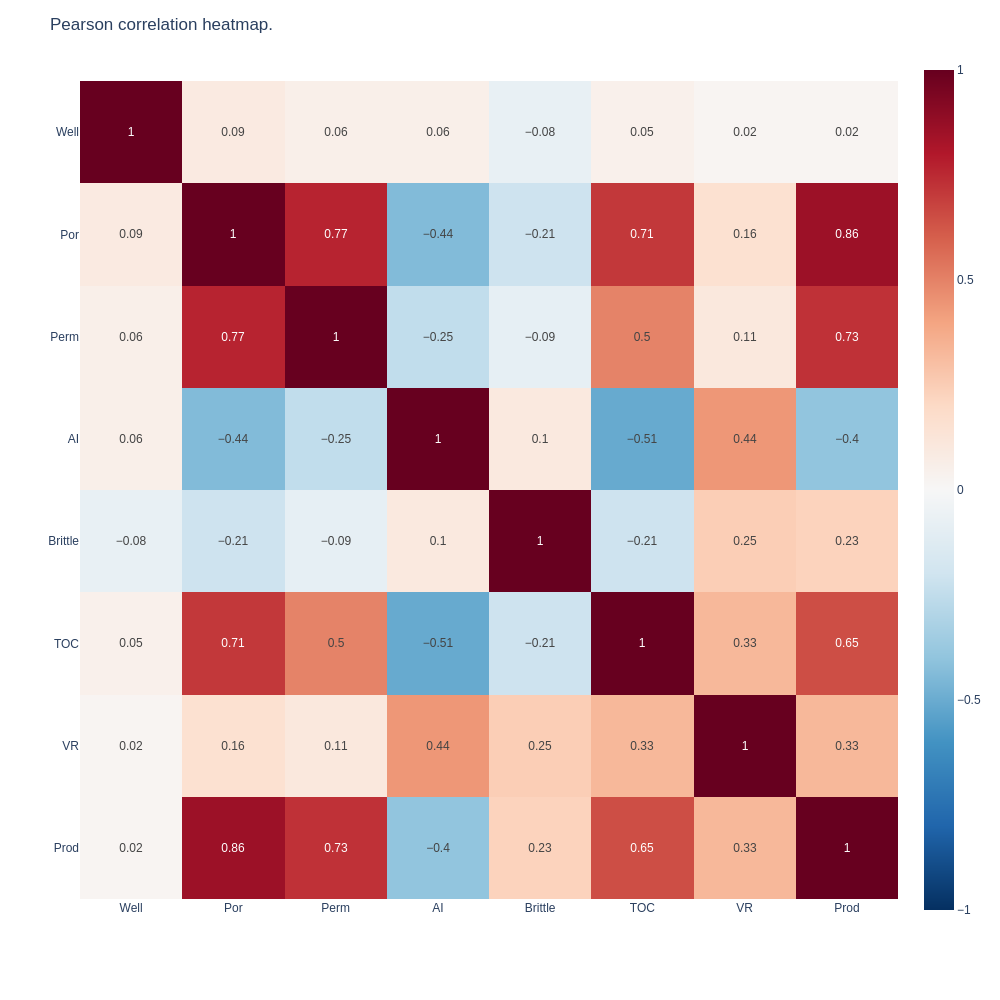 Pearson correlation heatmap.
Well 1 0.09 0.06 0.06 −0.08 0.05 0.02 0.02
Por 0.09 1 0.77 −0.44 −0.21 0.71 0.16 0.86
Perm 0.06 0.77 1 −0.25 −0.09 0.5 0.11 0.73
AI 0.06 −0.44 −0.25 1 0.1 −0.51 0.44 −0.4
Brittle −0.08 −0.21 −0.09 0.1 1 −0.21 0.25 0.23
TOC 0.05 0.71 0.5 −0.51 −0.21 1 0.33 0.65
VR 0.02 0.16 0.11 0.44 0.25 0.33 1 0.33
Prod 0.02 0.86 0.73 −0.4 0.23 0.65 0.33 1
Well Por Perm AI Brittle TOC VR Prod
1
0.5
0
−0.5
−1